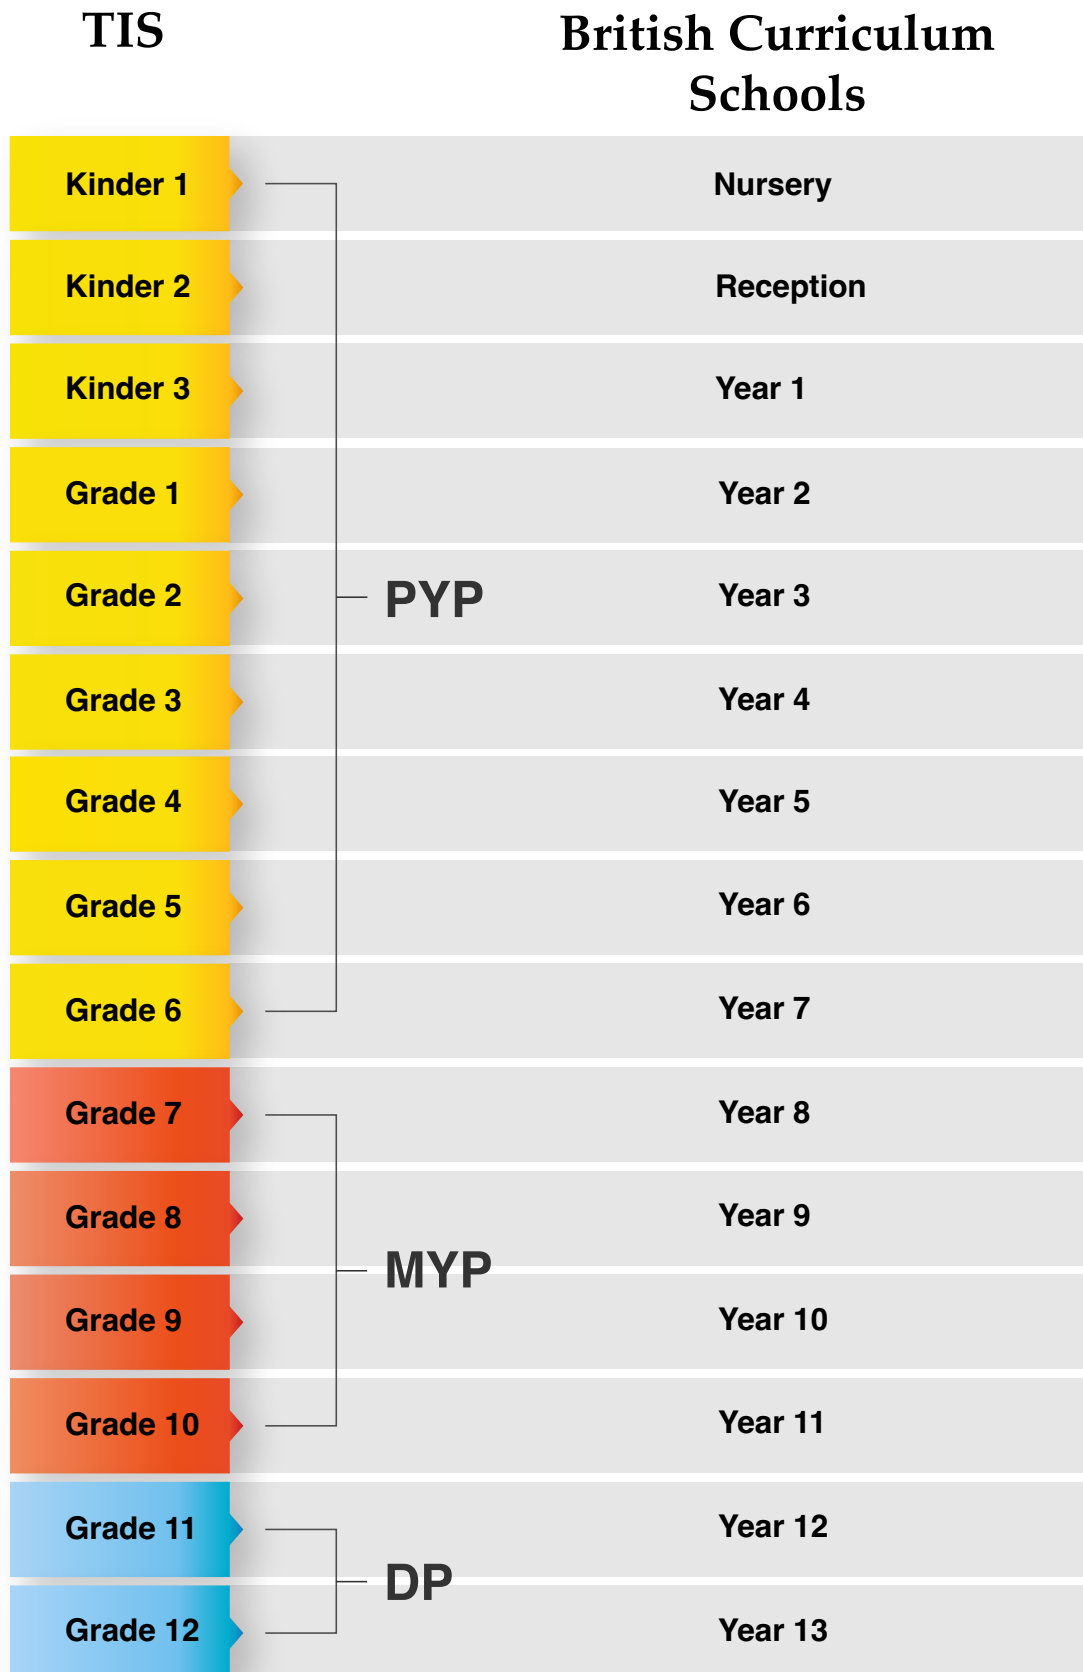 TIS
British Curriculum
Schools
Kinder 1
Nursery
Kinder 2
Reception
Kinder 3
Year 1
Grade 1
Year 2
Grade 2
PYP
Year 3
Grade 3
Year 4
Grade 4
Year 5
Grade 5
Year 6
Grade 6
Year 7
Grade 7
Year 8
Grade 8
Year 9
MYP
Grade 9
Year 10
Grade 10
Year 11
Grade 11
Year 12
DP
Grade 12
Year 13